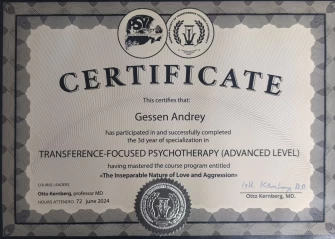 CERTIFICATE
This certifies that:
Gessen Andrey
has participated in and successfully completed
the 3d year of specialization in
TRANSFERENCE-FOCUSED PSYCHOTHERAPY (ADVANCED LEVEL)
having mastered the course program entitled
«The Inseparable Nature of Love and Aggression»
COURSE LEADERS
Otto Kernberg, professor MD
HOURS ATTENDED 72 june 2024
Otto Kernberg, MD.